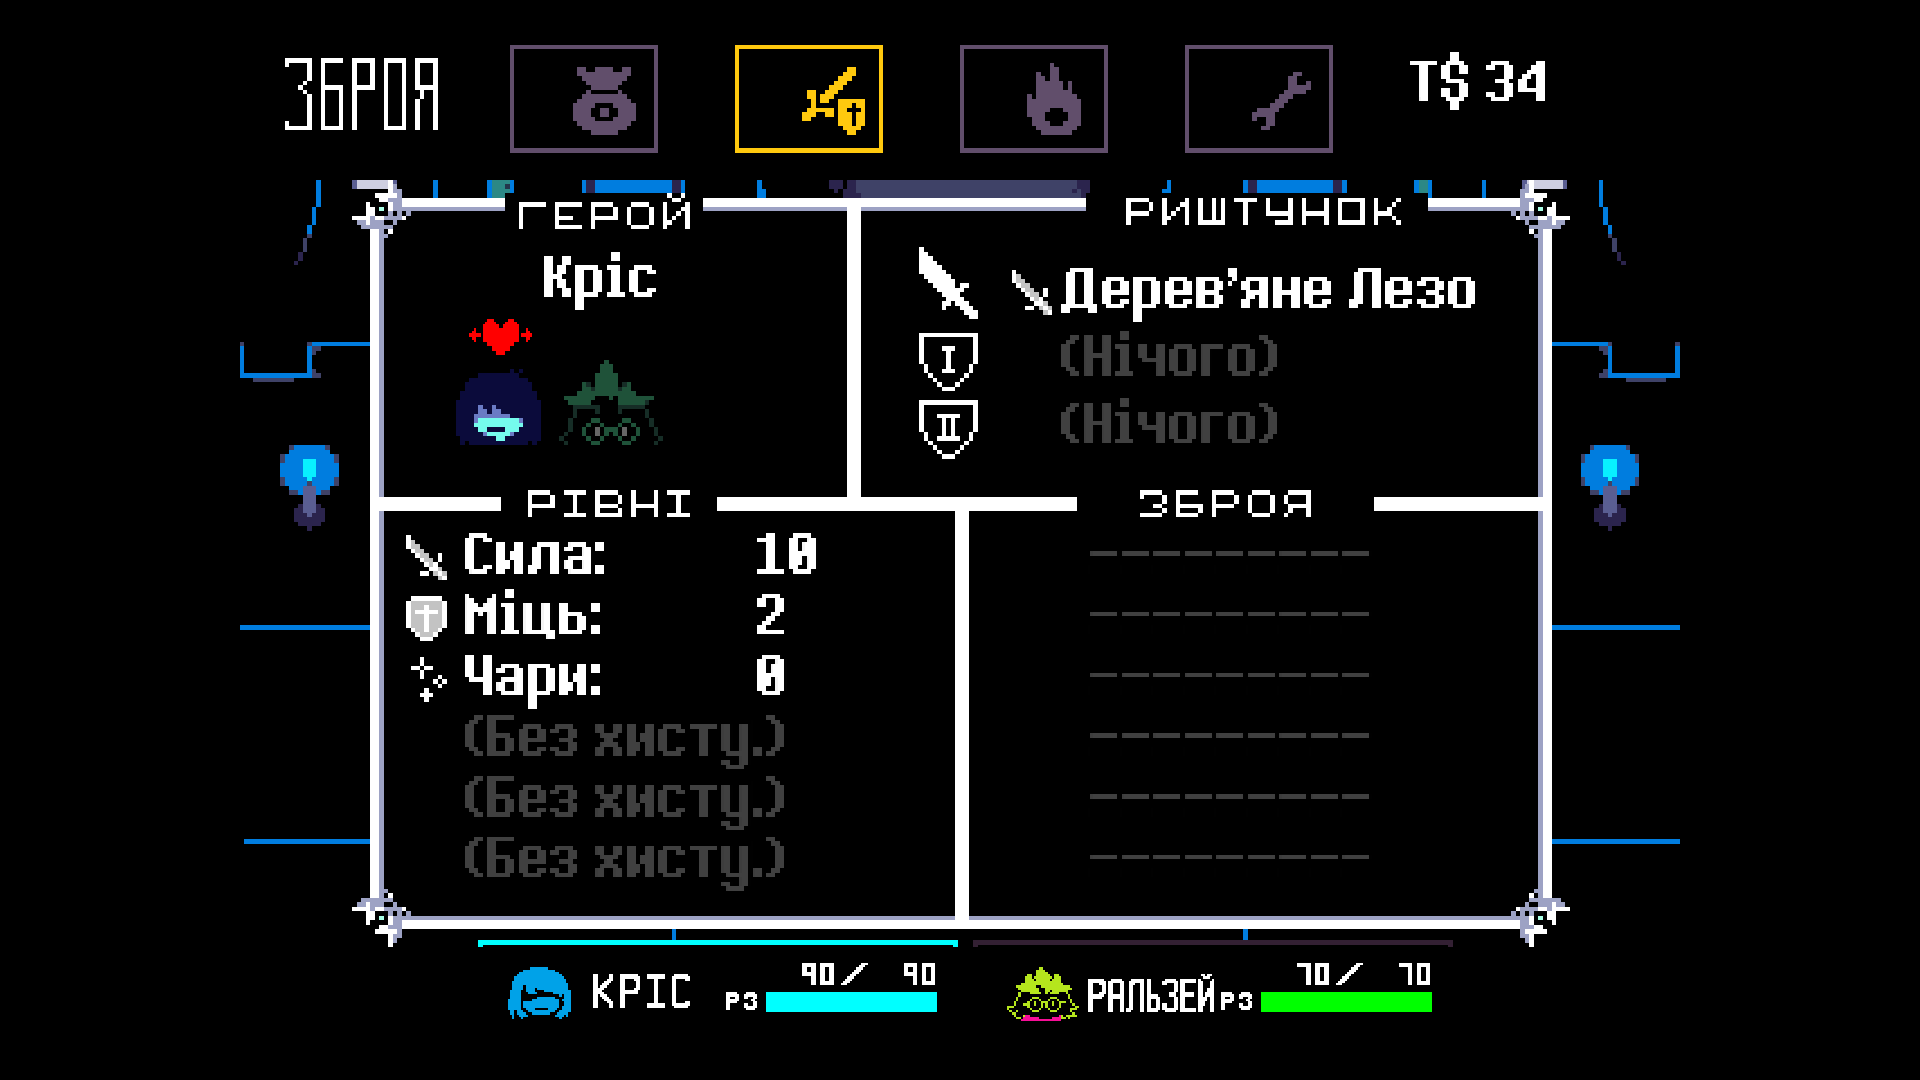 ЗБРОЯ
T$ 34
ГЕРОЙ
РИШТУНОК
Кріс
Дерев'яне Лезо
I
(Нічого)
II
(Нічого)
РІВНІ
ЗБРОЯ
Сила: 10
Міць: 2
Чари: 0
(Без хисту.)
(Без хисту.)
(Без хисту.)
---------
---------
---------
---------
---------
---------
КРІС РЗ 90/ 90
РАЛЬЗЕЙ РЗ 70/ 70